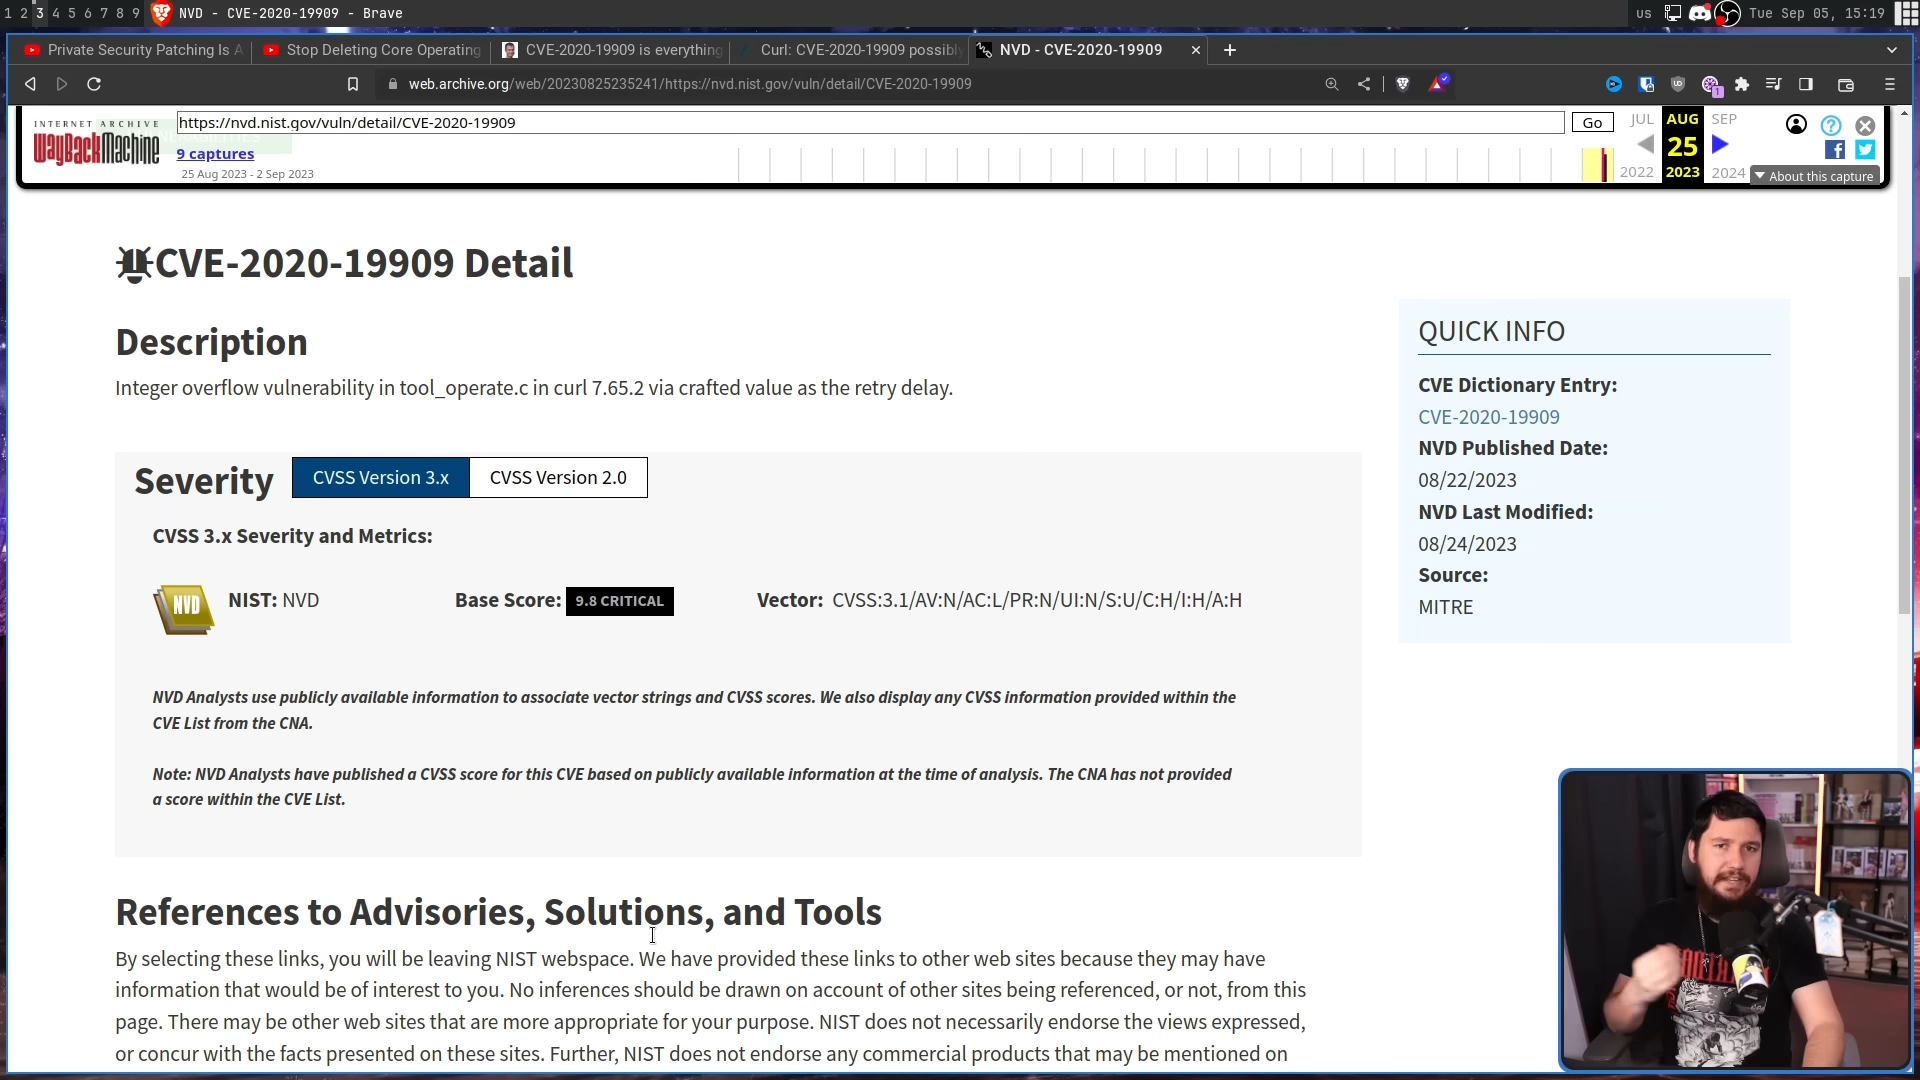 1 2 3 4 5 6 7 8 9 NVD - CVE-2020-19909 - Brave us Tue Sep 05, 15:19
Private Security Patching Is A
Stop Deleting Core Operating
CVE-2020-19909 is everything
Curl: CVE-2020-19909 possibly
NVD - CVE-2020-19909
web.archive.org/web/20230825235241/https://nvd.nist.gov/vuln/detail/CVE-2020-19909
1
INTERNET ARCHIVE
WayBackMachine
https://nvd.nist.gov/vuln/detail/CVE-2020-19909
Go
9 captures
25 Aug 2023 - 2 Sep 2023
JUL AUG SEP
25
2022 2023 2024
About this capture
CVE-2020-19909 Detail
Description
Integer overflow vulnerability in tool_operate.c in curl 7.65.2 via crafted value as the retry delay.
Severity CVSS Version 3.x CVSS Version 2.0
CVSS 3.x Severity and Metrics:
NVD
NIST: NVD
Base Score: 9.8 CRITICAL
Vector: CVSS:3.1/AV:N/AC:L/PR:N/UI:N/S:U/C:H/I:H/A:H
NVD Analysts use publicly available information to associate vector strings and CVSS scores. We also display any CVSS information provided within the
CVE List from the CNA.
Note: NVD Analysts have published a CVSS score for this CVE based on publicly available information at the time of analysis. The CNA has not provided
a score within the CVE List.
References to Advisories, Solutions, and Tools
By selecting these links, you will be leaving NIST webspace. We have provided these links to other web sites because they may have
information that would be of interest to you. No inferences should be drawn on account of other sites being referenced, or not, from this
page. There may be other web sites that are more appropriate for your purpose. NIST does not necessarily endorse the views expressed,
or concur with the facts presented on these sites. Further, NIST does not endorse any commercial products that may be mentioned on
QUICK INFO
CVE Dictionary Entry:
CVE-2020-19909
NVD Published Date:
08/22/2023
NVD Last Modified:
08/24/2023
Source:
MITRE